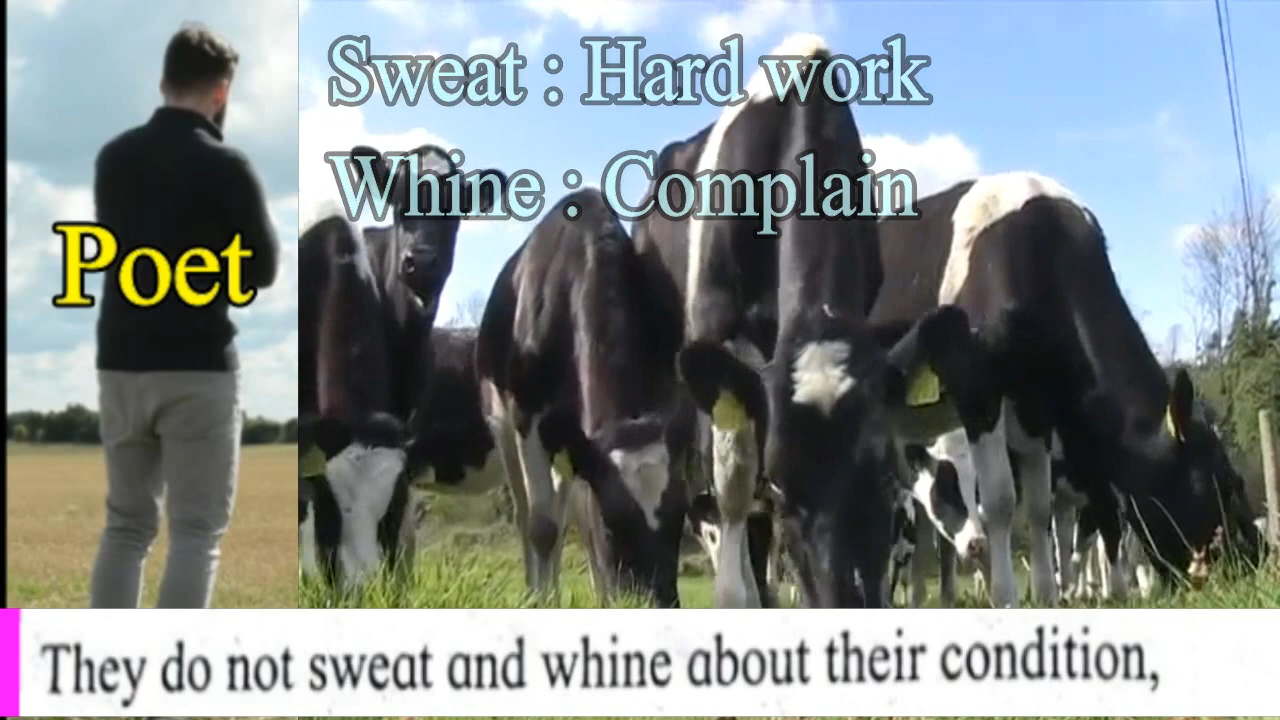 Sweat : Hard work
Whine : Complain
Poet
They do not sweat and whine about their condition,